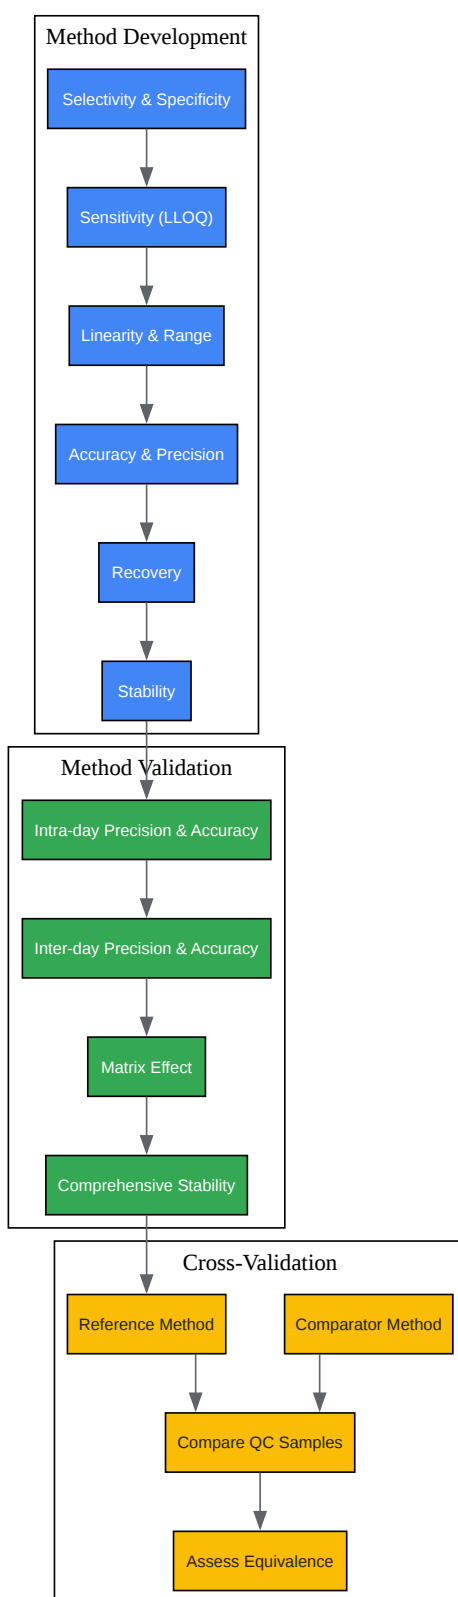 Method Development
Selectivity & Specificity
Sensitivity (LLOQ)
Linearity & Range
Accuracy & Precision
Recovery
Stability
Method Validation
Intra-day Precision & Accuracy
Inter-day Precision & Accuracy
Matrix Effect
Comprehensive Stability
Cross-Validation
Reference Method
Comparator Method
Compare QC Samples
Assess Equivalence